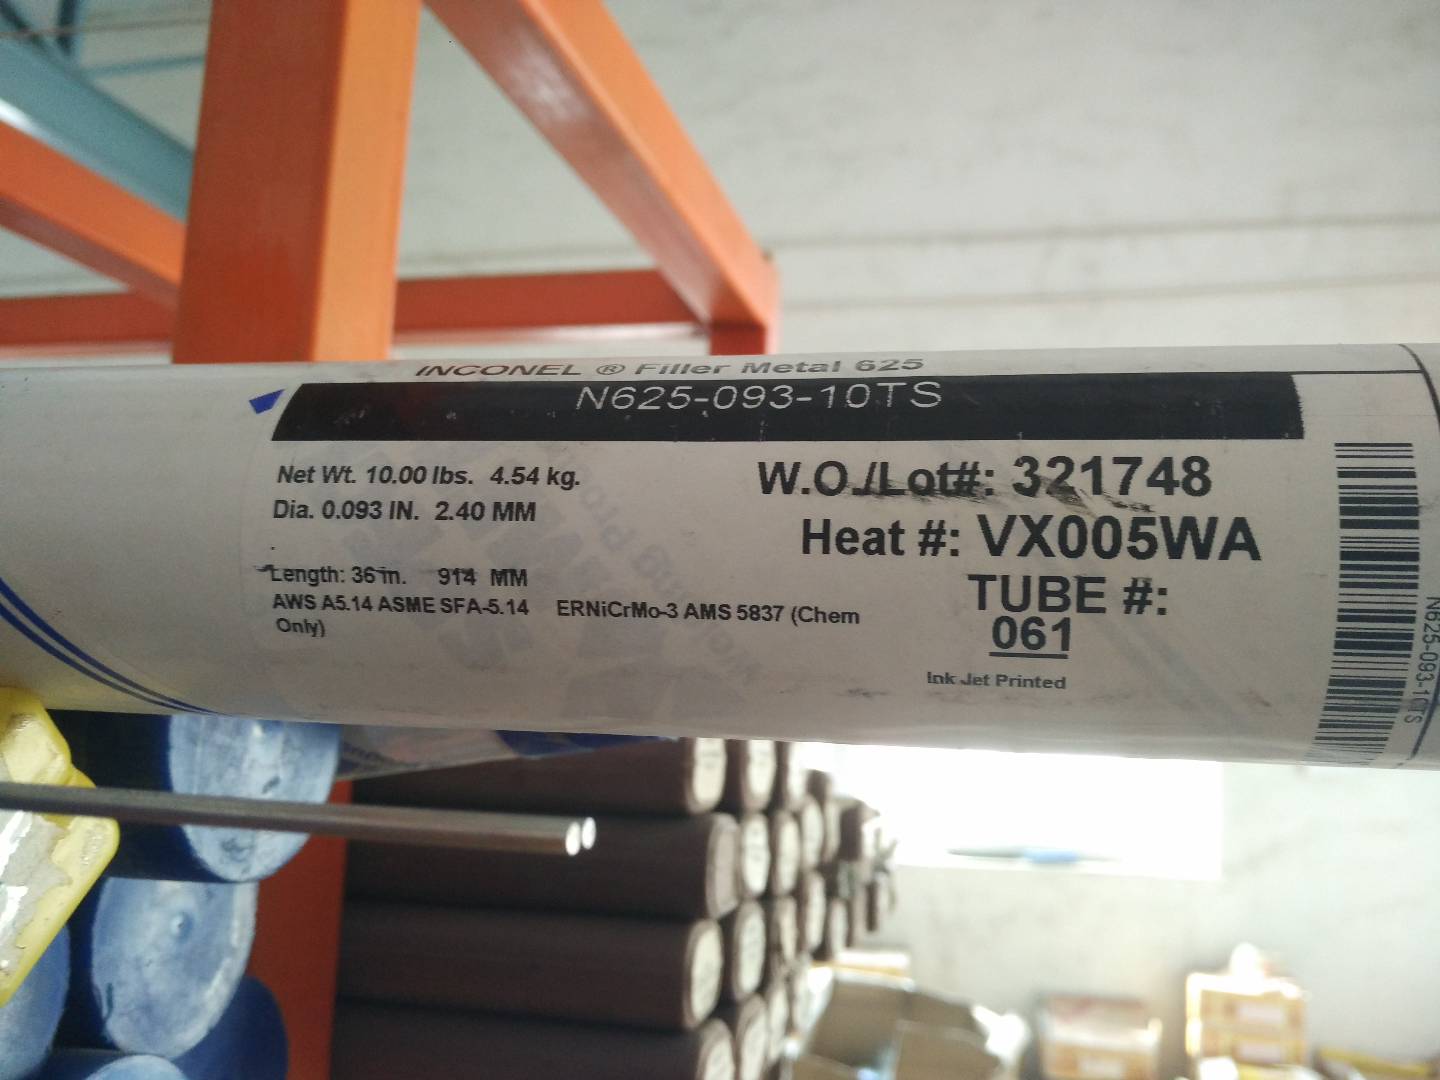 INCONEL ® Filler Metal 625
N625-093-10TS
Net Wt. 10.00 lbs. 4.54 kg.
Dia. 0.093 IN. 2.40 MM
Length: 36 in. 914 MM
AWS A5.14 ASME SFA-5.14 ERNiCrMo-3 AMS 5837 (Chem
Only)
W.O./Lot#: 321748
Heat #: VX005WA
TUBE #:
061
Ink Jet Printed
N625-093-10TS